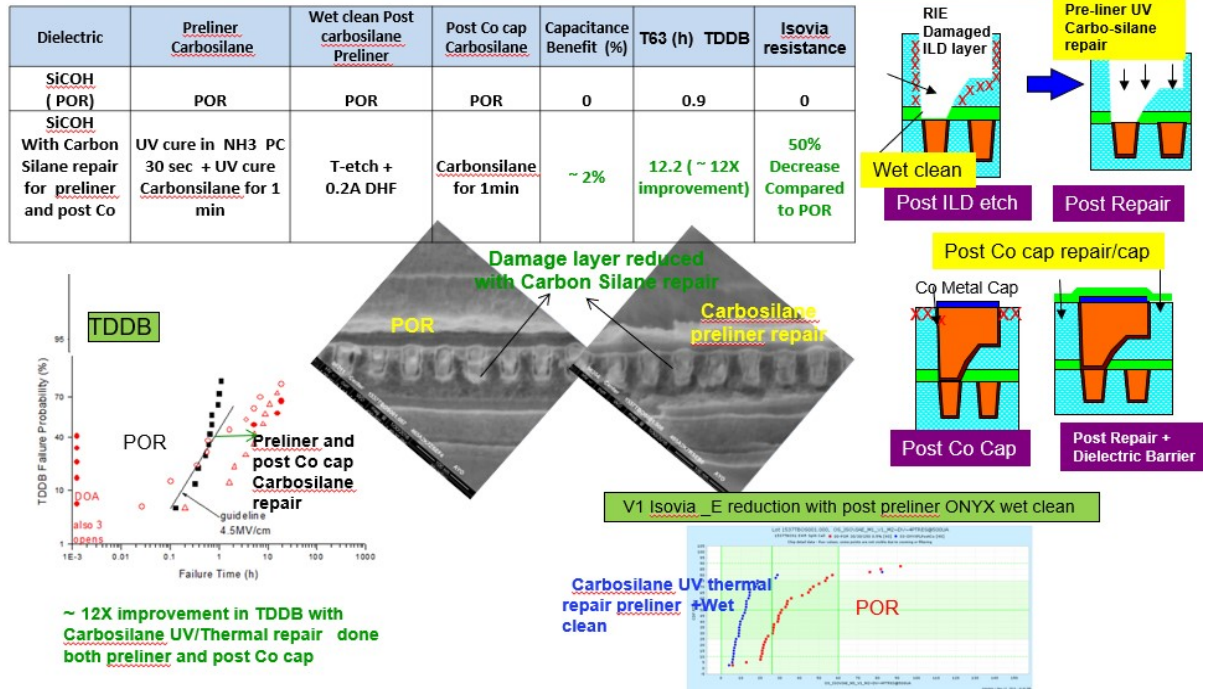 Dielectric
Preliner
Carbosilane
Wet clean Post
carbosilane
Preliner
Post Co cap
Carbosilane
Capacitance
Benefit (%)
T63 (h) TDDB
Isovia
resistance
SiCOH
( POR)
POR
POR
POR
0
0.9
0
SiCOH
With Carbon
Silane repair
for preliner
and post Co
UV cure in NH3 PC
30 sec + UV cure
Carbonsilane for 1
min
T-etch +
0.2A DHF
Carbonsilane
for 1min
~ 2%
12.2 ( ~ 12X
improvement)
50%
Decrease
Compared
to POR
RIE
Damaged
ILD layer
Pre-liner UV
Carbo-silane
repair
Wet clean
Post ILD etch
Post Repair
Post Co cap repair/cap
Co Metal Cap
Post Co Cap
Post Repair +
Dielectric Barrier
Damage layer reduced
with Carbon Silane repair
POR
Carbosilane
preliner repair
TDDB
TDDB Failure Probability (%)
95
70
40
10
1
POR
Preliner and
post Co cap
Carbosilane
repair
DOA
also 3
opens
guideline
4.5MV/cm
1E-3
0.1
1
10
100
1000
Failure Time (h)
~ 12X improvement in TDDB with
Carbosilane UV/Thermal repair done
both preliner and post Co cap
V1 Isovia _E reduction with post preliner ONYX wet clean
Carbosilane UV thermal
repair preliner +Wet
clean
POR